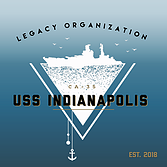 LEGACY ORGANIZATION
CA-35
USS INDIANAPOLIS
EST. 2018